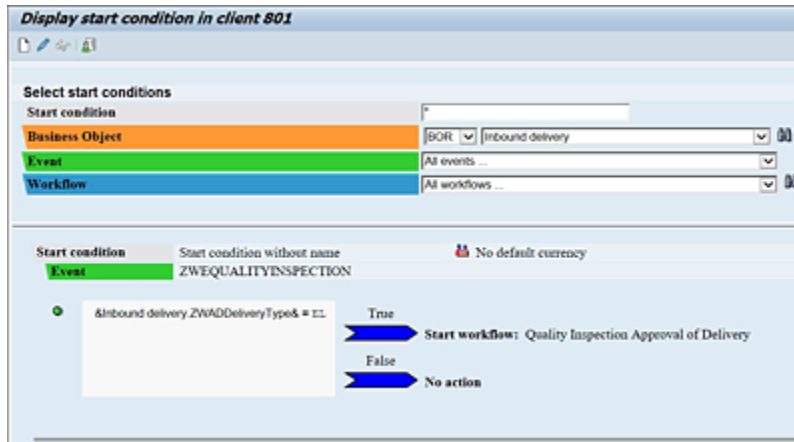 Display start condition in client 801
Select start conditions
Start condition *
Business Object BOR Inbound delivery
Event All events ...
Workflow All workflows ...
Start condition Start condition without name No default currency
Event ZWEQUALITYINSPECTION
&Inbound delivery.ZWADDeliveryType& = EL
True
Start workflow: Quality Inspection Approval of Delivery
False
No action